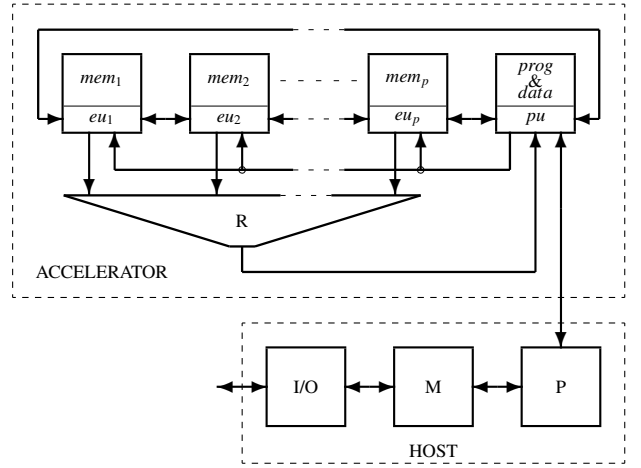 mem₁ mem₂ memₚ prog
&
data
eu₁ eu₂ euₚ pu
R
ACCELERATOR
I/O M P
HOST